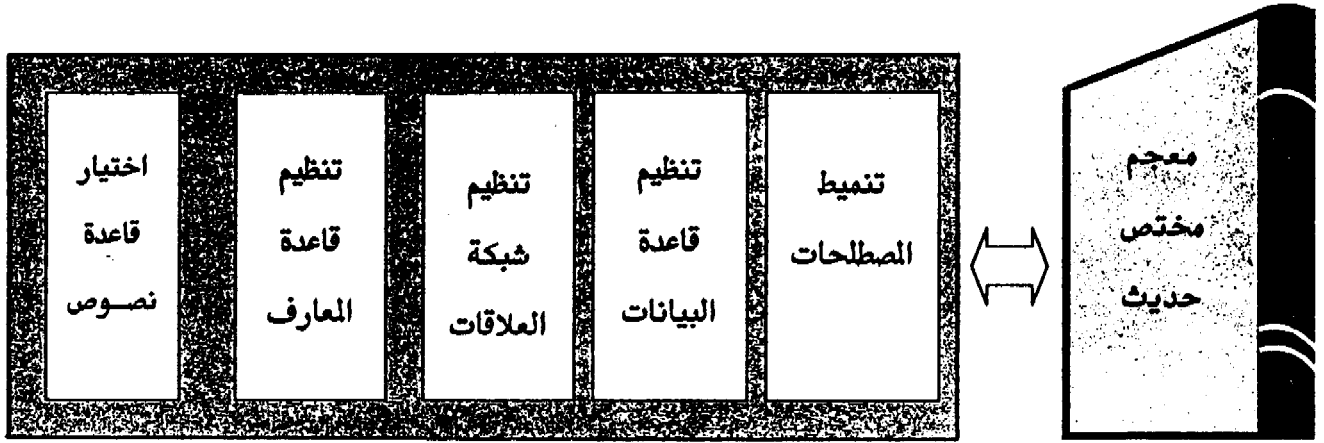 معجم
مختص
حديث
تنميط
المصطلحات
تنظيم
قاعدة
البيانات
تنظيم
شبكة
العلاقات
تنظيم
قاعدة
المعارف
اختيار
قاعدة
نصوص